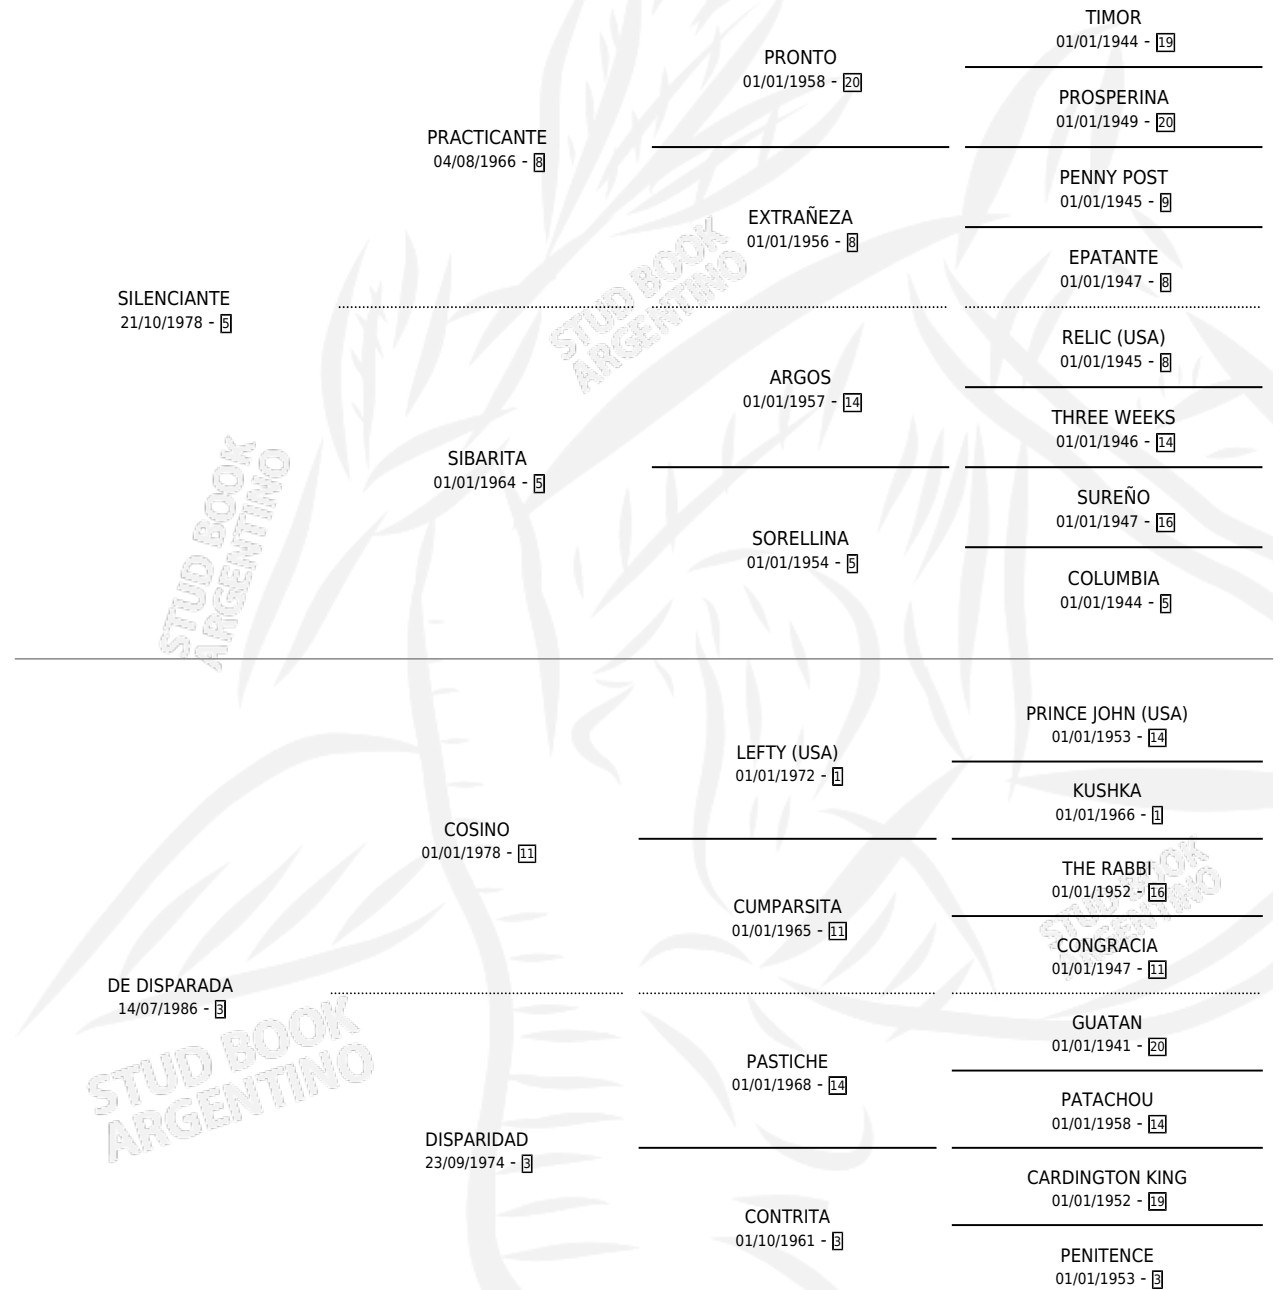 TIMOR
01/01/1944 - 19
PRONTO
01/01/1958 - 20
PROSPERINA
01/01/1949 - 20
PRACTICANTE
04/08/1966 - 8
PENNY POST
01/01/1945 - 9
EXTRAÑEZA
01/01/1956 - 8
EPATANTE
01/01/1947 - 8
SILENCIANTE
21/10/1978 - 5
RELIC (USA)
01/01/1945 - 8
ARGOS
01/01/1957 - 14
THREE WEEKS
01/01/1946 - 14
SIBARITA
01/01/1964 - 5
SUREÑO
01/01/1947 - 16
SORELLINA
01/01/1954 - 5
COLUMBIA
01/01/1944 - 5
STUD BOOK
ARGENTINO
STUD BOOK
ARGENTINO
PRINCE JOHN (USA)
01/01/1953 - 14
LEFTY (USA)
01/01/1972 - 1
KUSHKA
01/01/1966 - 1
COSINO
01/01/1978 - 11
THE RABBI
01/01/1952 - 16
CUMPARSITA
01/01/1965 - 11
CONGRACIA
01/01/1947 - 11
DE DISPARADA
14/07/1986 - 3
GUATAN
01/01/1941 - 20
PASTICHE
01/01/1968 - 14
PATACHOU
01/01/1958 - 14
DISPARIDAD
23/09/1974 - 3
CARDINGTON KING
01/01/1952 - 19
CONTRITA
01/10/1961 - 3
PENITENCE
01/01/1953 - 3
STUD BOOK
ARGENTINO
STUD BOOK
ARGENTINO